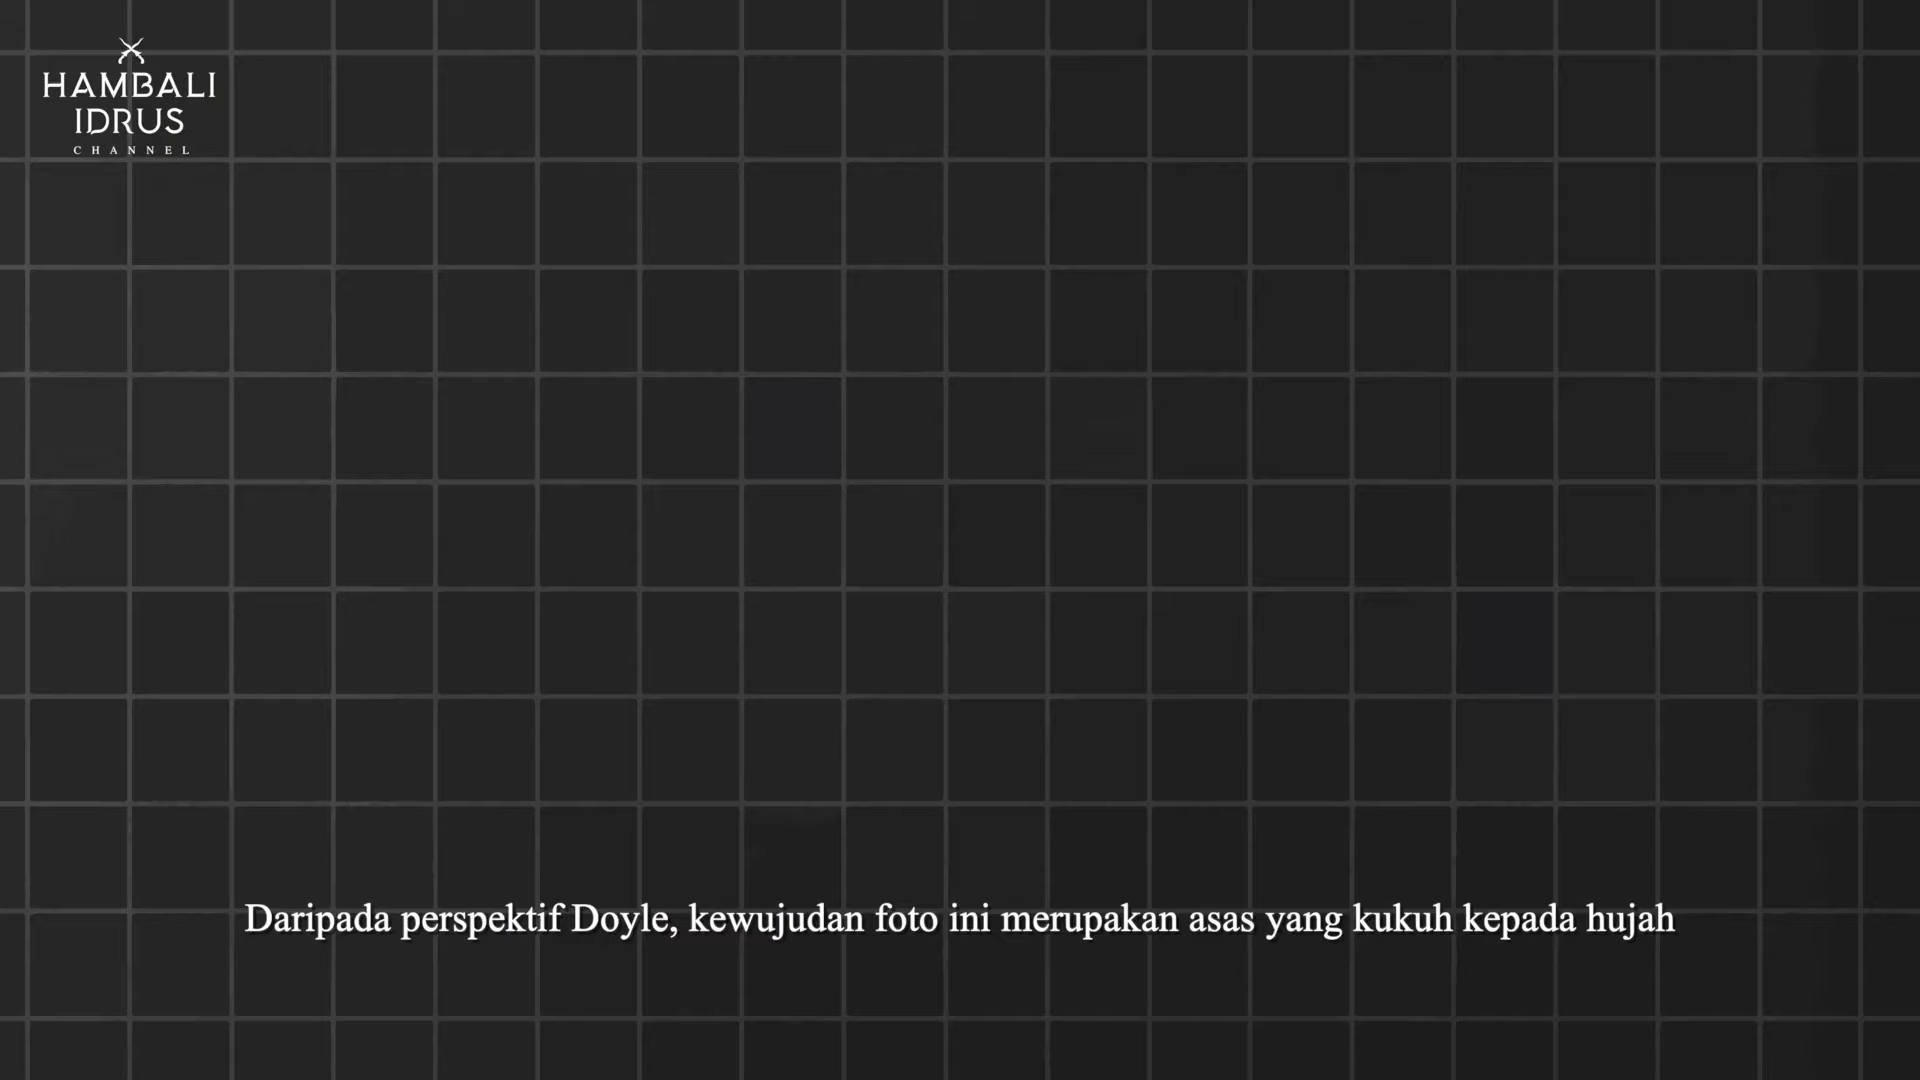 HAMBALI
IDRUS
CHANNEL
Daripada perspektif Doyle, kewujudan foto ini merupakan asas yang kukuh kepada hujah